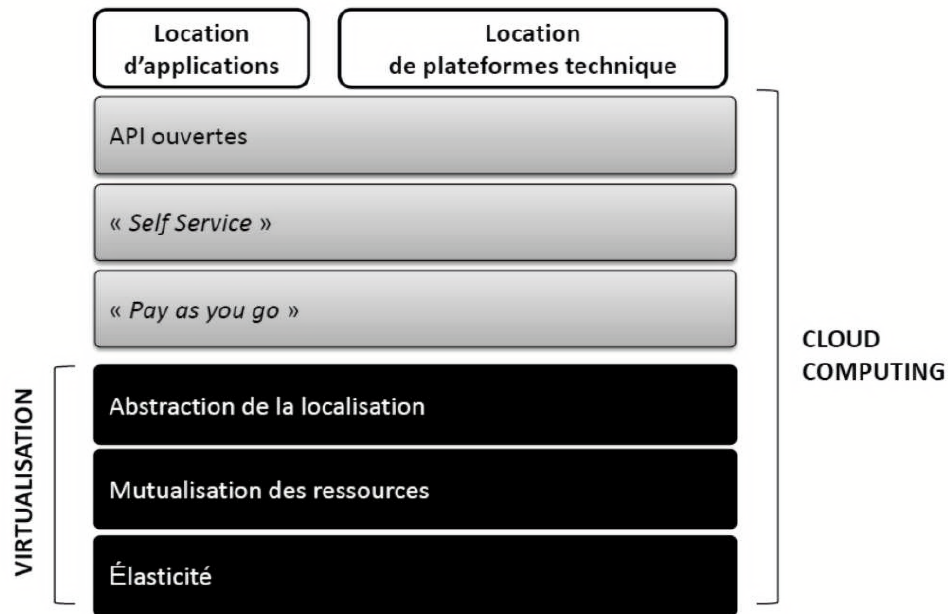 Location
d'applications
Location
de plateformes technique
API ouvertes
« Self Service »
« Pay as you go »
CLOUD
COMPUTING
Abstraction de la localisation
VIRTUALISATION
Mutualisation des ressources
Élasticité